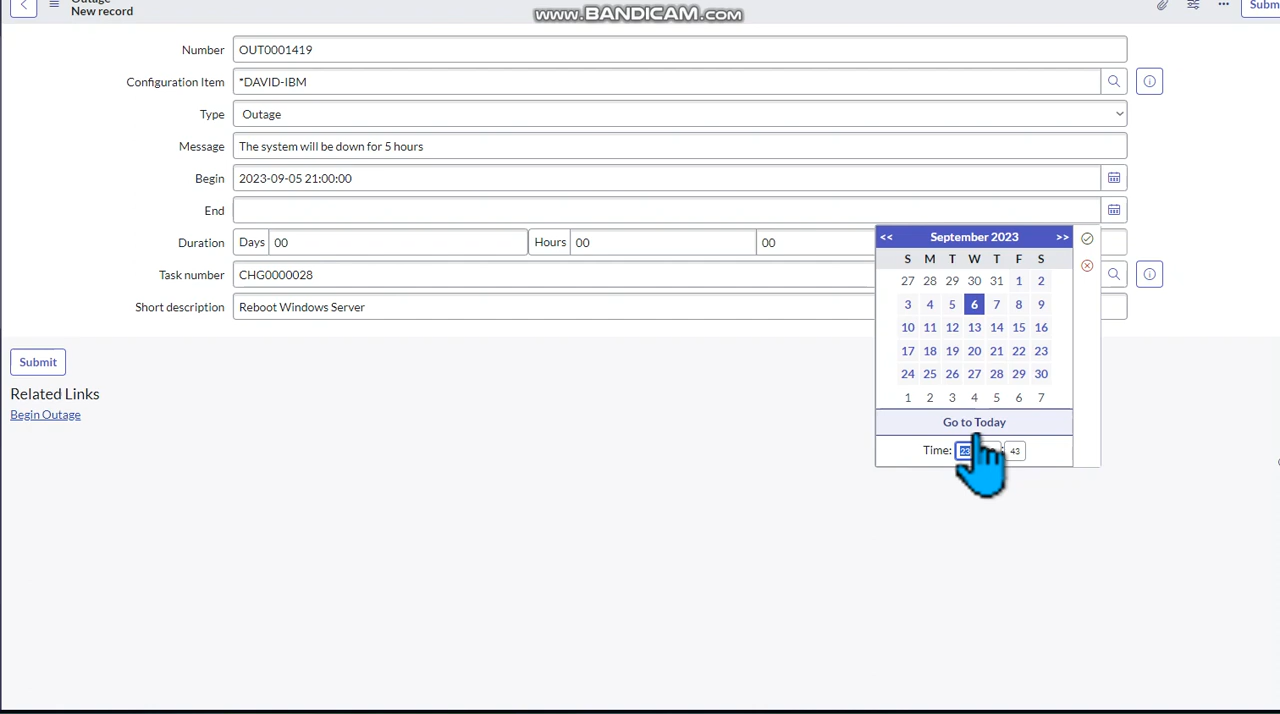 Outage
New record
www.BANDICAM.com
Subm
Number OUT0001419
Configuration Item *DAVID-IBM
Type Outage
Message The system will be down for 5 hours
Begin 2023-09-05 21:00:00
End
Duration Days 00 Hours 00 00
Task number CHG0000028
Short description Reboot Windows Server
<< September 2023 >>
S M T W T F S
27 28 29 30 31 1 2
3 4 5 6 7 8 9
10 11 12 13 14 15 16
17 18 19 20 21 22 23
24 25 26 27 28 29 30
1 2 3 4 5 6 7
Go to Today
Time: 23 : 43
Submit
Related Links
Begin Outage